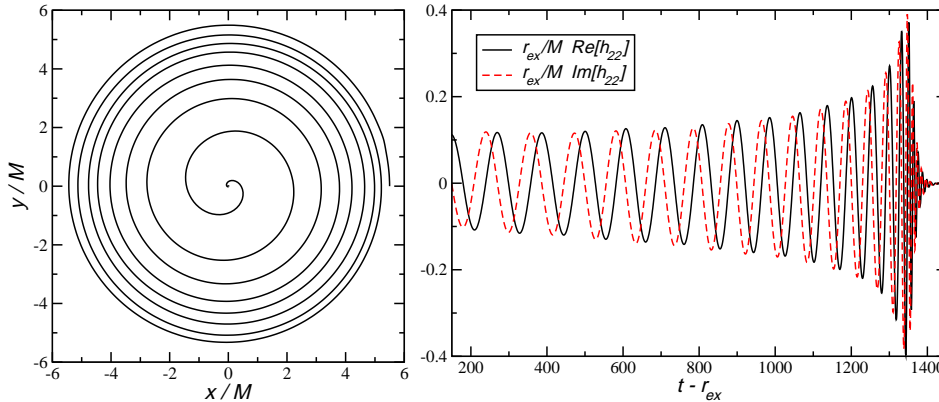 6
4
2
0
-2
-4
-6
y / M
-6 -4 -2 0 2 4 6
x / M
0.4
0.2
0
-0.2
-0.4
r_ex/M Re[h_22]
r_ex/M Im[h_22]
200 400 600 800 1000 1200 1400
t - r_ex